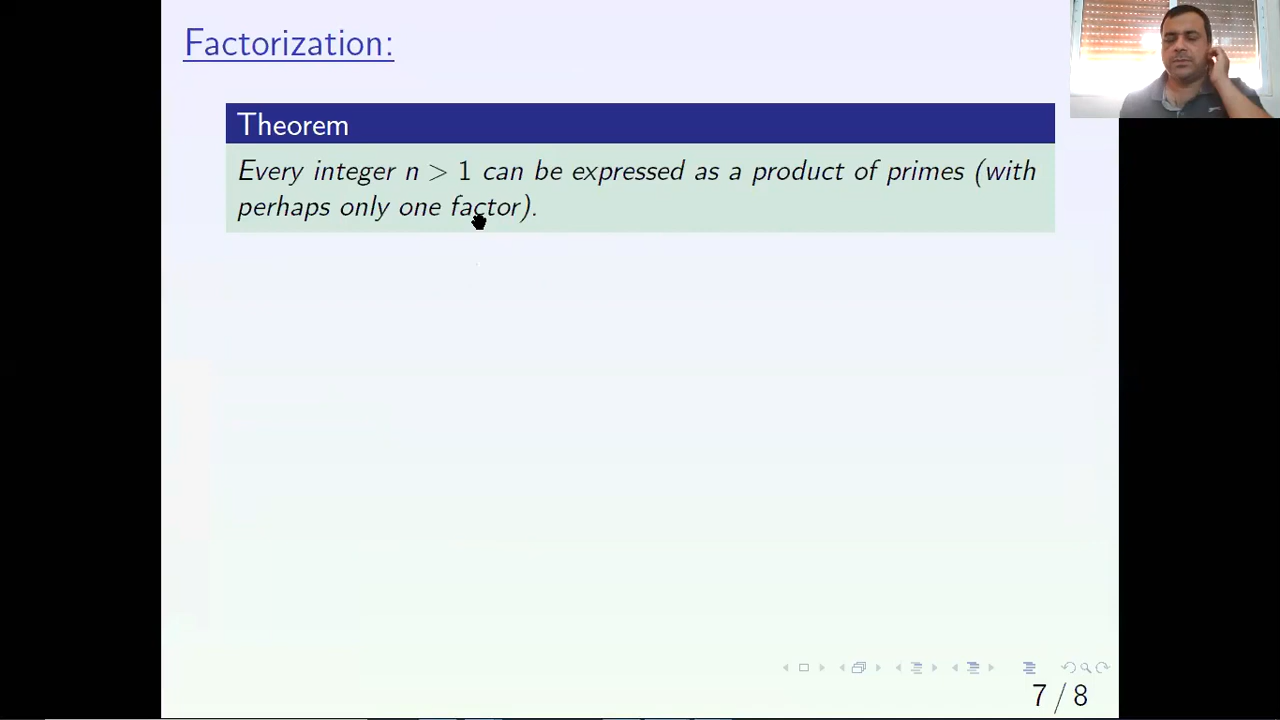 Factorization:
Theorem
Every integer n > 1 can be expressed as a product of primes (with
perhaps only one factor).
7 / 8